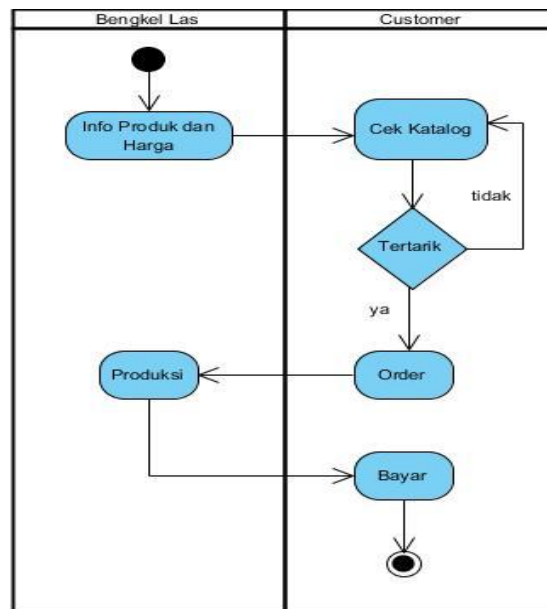 Bengkel Las
Customer
Info Produk dan
Harga
Cek Katalog
tidak
Tertarik
ya
Produksi
Order
Bayar